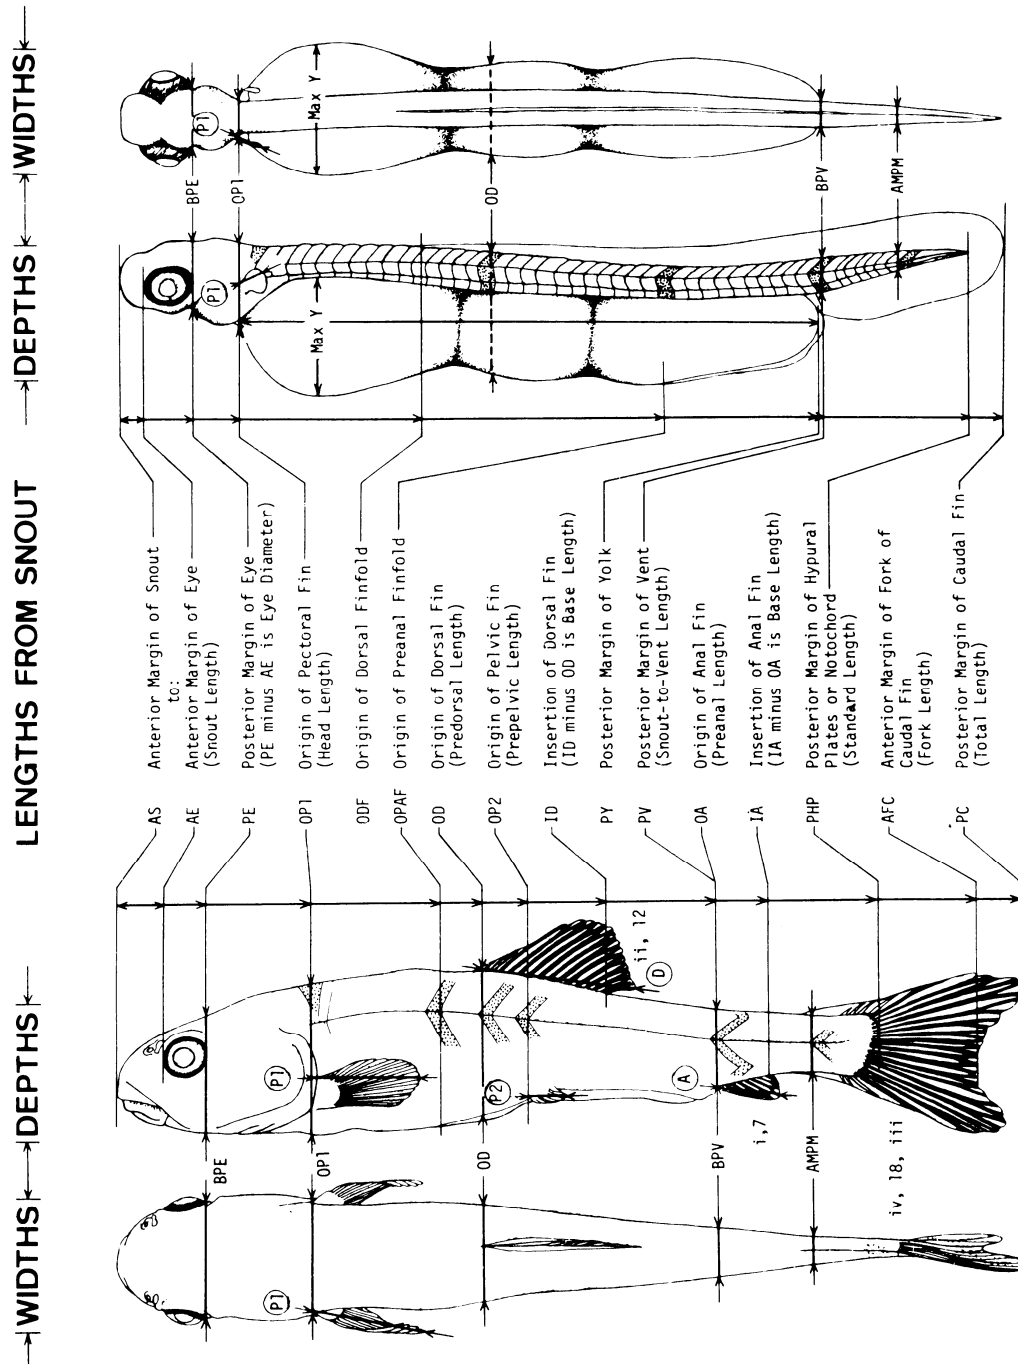 LENGTHS FROM SNOUT
WIDTHS
DEPTHS
DEPTHS
WIDTHS
AS
Anterior Margin of Snout
to:
AE
Anterior Margin of Eye
(Snout Length)
PE
Posterior Margin of Eye
(PE minus AE is Eye Diameter)
OP1
Origin of Pectoral Fin
(Head Length)
ODF
Origin of Dorsal Finfold
OPAF
Origin of Preanal Finfold
OD
Origin of Dorsal Fin
(Predorsal Length)
OP2
Origin of Pelvic Fin
(Prepelvic Length)
ID
Insertion of Dorsal Fin
(ID minus OD is Base Length)
PY
Posterior Margin of Yolk
PV
Posterior Margin of Vent
(Snout-to-Vent Length)
OA
Origin of Anal Fin
(Preanal Length)
IA
Insertion of Anal Fin
(IA minus OA is Base Length)
PHP
Posterior Margin of Hypural
Plates or Notochord
(Standard Length)
AFC
Anterior Margin of Fork of
Caudal Fin
(Fork Length)
PC
Posterior Margin of Caudal Fin
(Total Length)
P1
BPE
OP1
Max Y
OD
BPV
AMPM
P1
Max Y
P1
P2
D
ii, 12
A
i,7
iv, 18, iii
BPE
OP1
OD
BPV
AMPM
P1